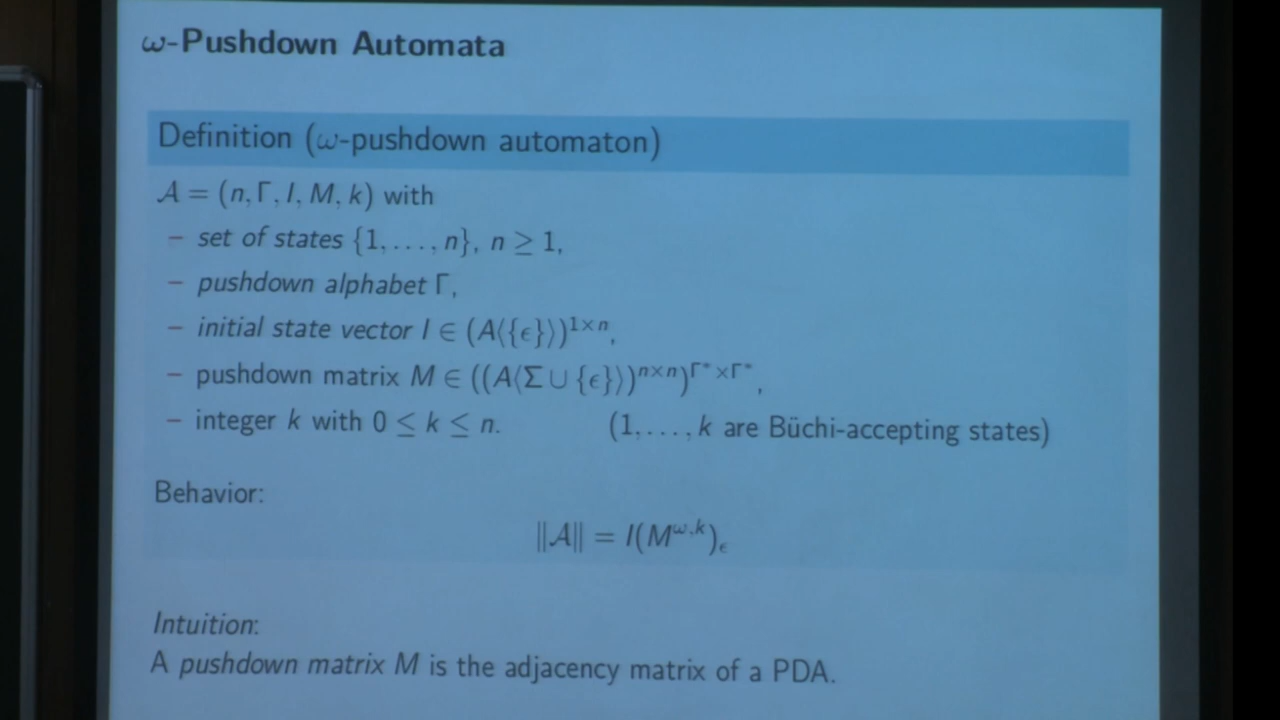 ω-Pushdown Automata
Definition (ω-pushdown automaton)
𝒜 = (n, Γ, I, M, k) with
– set of states {1, . . . , n}, n ≥ 1,
– pushdown alphabet Γ,
– initial state vector I ∈ (A⟨{ϵ}⟩)^{1×n},
– pushdown matrix M ∈ ((A⟨Σ ∪ {ϵ}⟩)^{n×n})^{Γ*×Γ*},
– integer k with 0 ≤ k ≤ n. (1, . . . , k are Büchi-accepting states)
Behavior:
‖𝒜‖ = I(M^{ω,k})_ϵ
Intuition:
A pushdown matrix M is the adjacency matrix of a PDA.